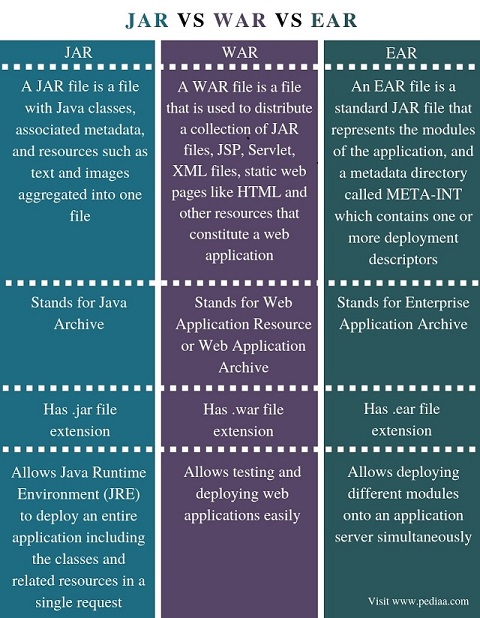 JAR VS WAR VS EAR
JAR
WAR
EAR
A JAR file is a file
with Java classes,
associated metadata,
and resources such as
text and images
aggregated into one
file
A WAR file is a file
that is used to distribute
a collection of JAR
files, JSP, Servlet,
XML files, static web
pages like HTML and
other resources that
constitute a web
application
An EAR file is a
standard JAR file that
represents the modules
of the application, and
a metadata directory
called META-INT
which contains one or
more deployment
descriptors
Stands for Java
Archive
Stands for Web
Application Resource
or Web Application
Archive
Stands for Enterprise
Application Archive
Has .jar file
extension
Has .war file
extension
Has .ear file
extension
Allows Java Runtime
Environment (JRE)
to deploy an entire
application including
the classes and
related resources in a
single request
Allows testing and
deploying web
applications easily
Allows deploying
different modules
onto an application
server simultaneously
Visit www.pediaa.com